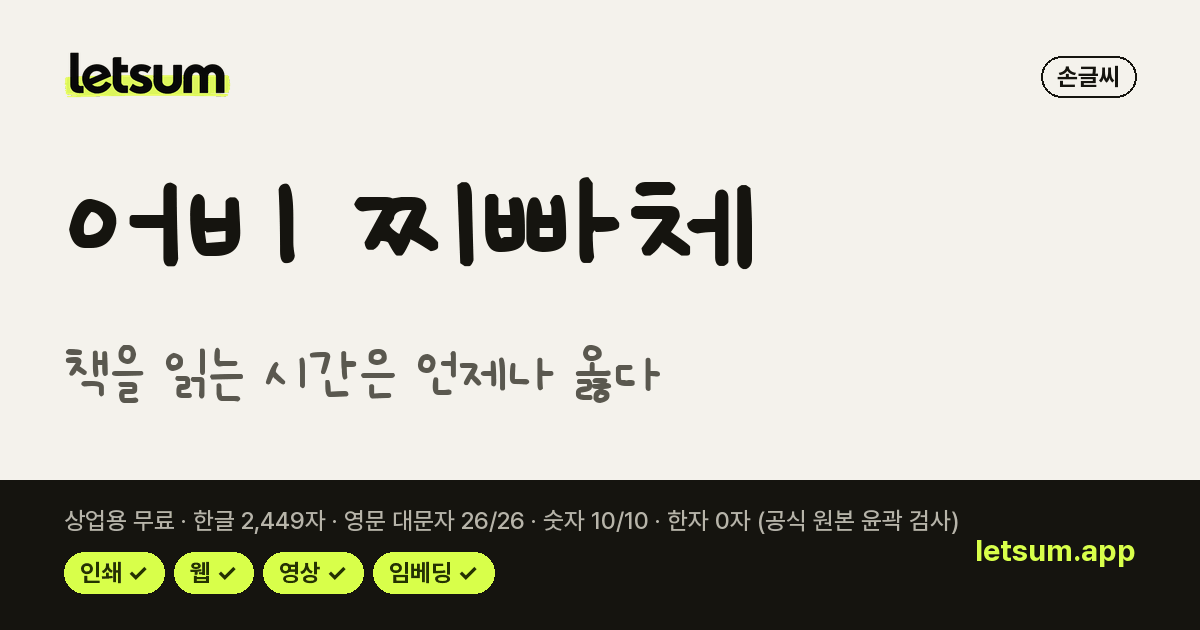 letsum
손글씨
어비 찌빠체
책을 읽는 시간은 언제나 옳다
상업용 무료 · 한글 2,449자 · 영문 대문자 26/26 · 숫자 10/10 · 한자 0자 (공식 원본 윤곽 검사)
인쇄 ✓ 웹 ✓ 영상 ✓ 임베딩 ✓
letsum.app